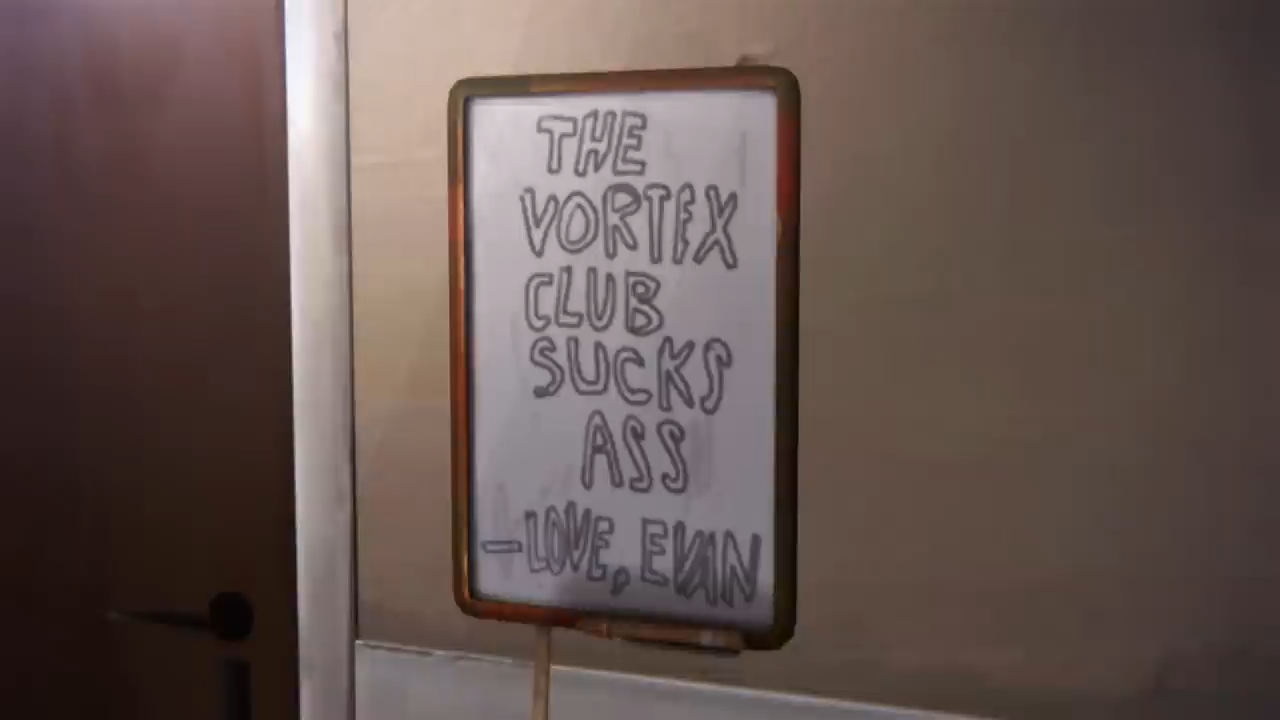 THE
VORTEX
CLUB
SUCKS
ASS
-LOVE, EVAN